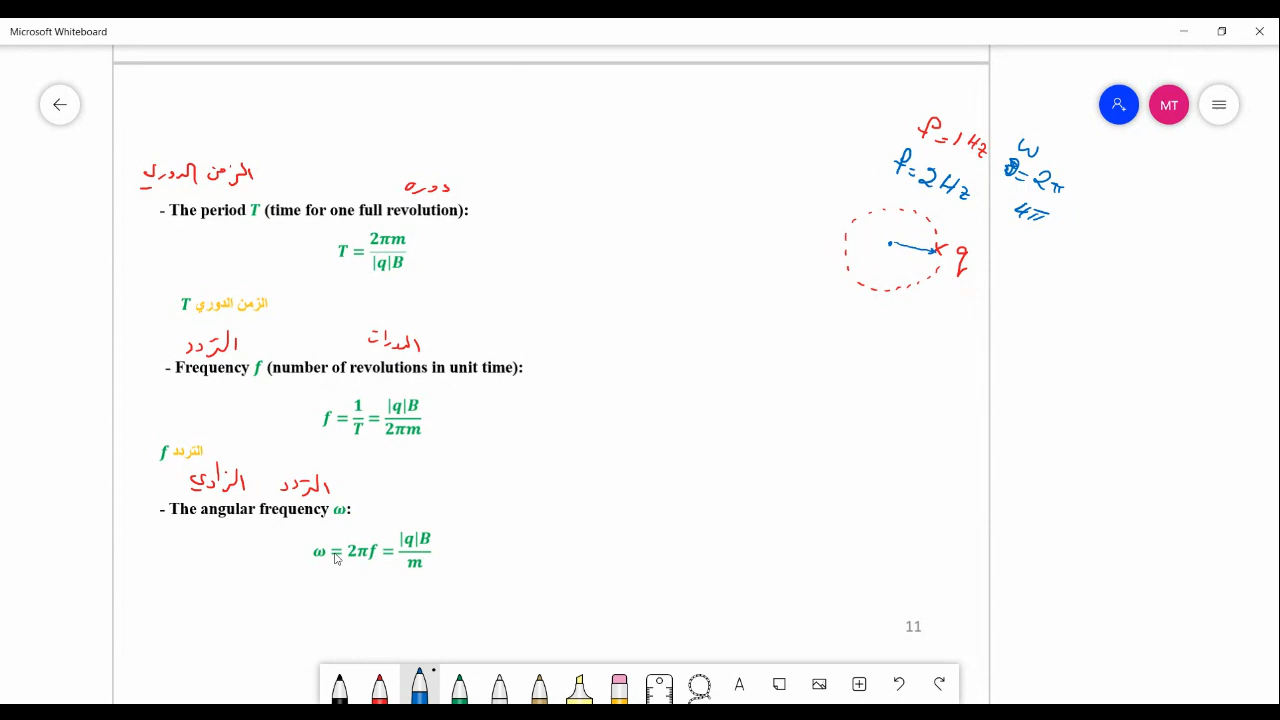 Microsoft Whiteboard
MT
الزمن الدوري
دوره
- The period T (time for one full revolution):
T = 2πm / |q|B
T الزمن الدوري
التردد
الدورات
- Frequency f (number of revolutions in unit time):
f = 1/T = |q|B / 2πm
f التردد
التردد الزاوي
- The angular frequency ω:
ω = 2πf = |q|B / m
f = 1 Hz
f = 2 Hz
ω
= 2π
4π
q
11
A